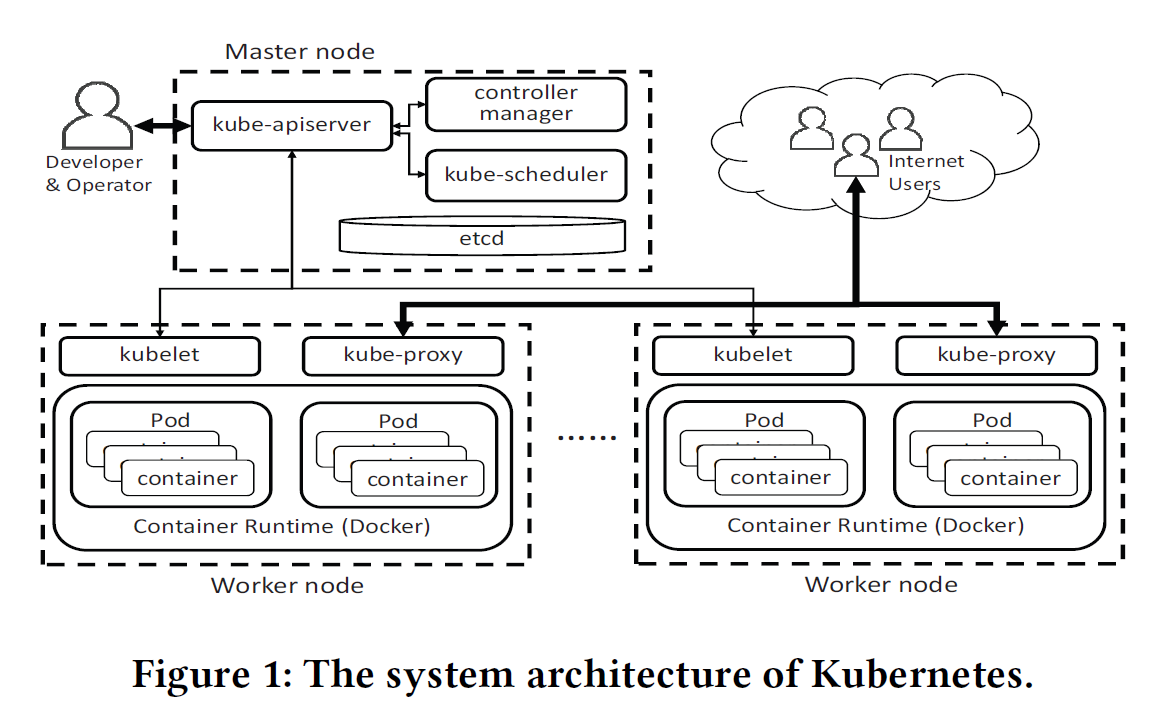 Master node
kube-apiserver
controller
manager
kube-scheduler
etcd
Developer
& Operator
Internet
Users
kubelet
kube-proxy
Pod
container
Pod
container
Container Runtime (Docker)
Worker node
......
kubelet
kube-proxy
Pod
container
Pod
container
Container Runtime (Docker)
Worker node
Figure 1: The system architecture of Kubernetes.